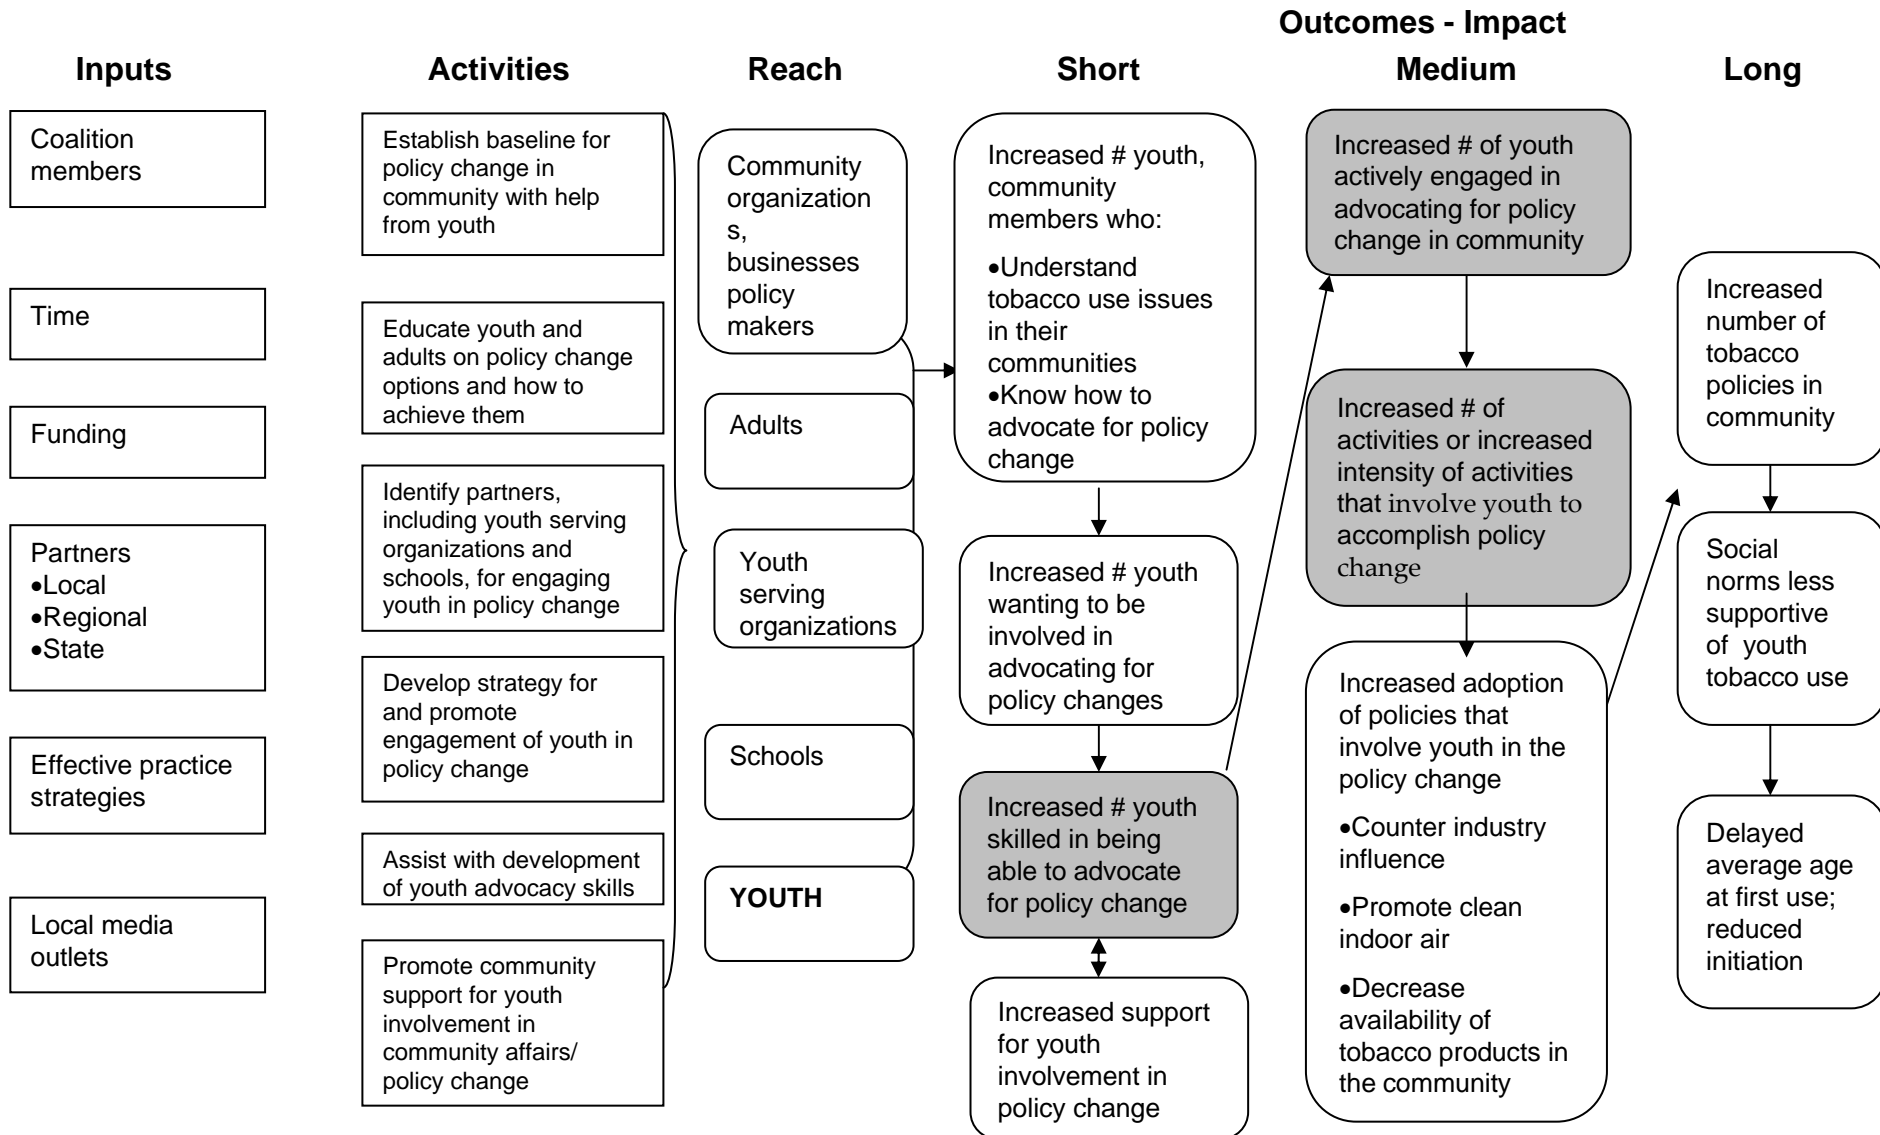 Outcomes - Impact
Inputs
Activities
Reach
Short
Medium
Long
Coalition
members
Time
Funding
Partners
•Local
•Regional
•State
Effective practice
strategies
Local media
outlets
Establish baseline for
policy change in
community with help
from youth
Educate youth and
adults on policy change
options and how to
achieve them
Identify partners,
including youth serving
organizations and
schools, for engaging
youth in policy change
Develop strategy for
and promote
engagement of youth in
policy change
Assist with development
of youth advocacy skills
Promote community
support for youth
involvement in
community affairs/
policy change
Community
organization
s,
businesses
policy
makers
Adults
Youth
serving
organizations
Schools
YOUTH
Increased # youth,
community
members who:
•Understand
tobacco use issues
in their
communities
•Know how to
advocate for policy
change
Increased # youth
wanting to be
involved in
advocating for
policy changes
Increased # youth
skilled in being
able to advocate
for policy change
Increased support
for youth
involvement in
policy change
Increased # of youth
actively engaged in
advocating for policy
change in community
Increased # of
activities or increased
intensity of activities
that involve youth to
accomplish policy
change
Increased adoption
of policies that
involve youth in the
policy change
•Counter industry
influence
•Promote clean
indoor air
•Decrease
availability of
tobacco products in
the community
Increased
number of
tobacco
policies in
community
Social
norms less
supportive
of youth
tobacco use
Delayed
average age
at first use;
reduced
initiation